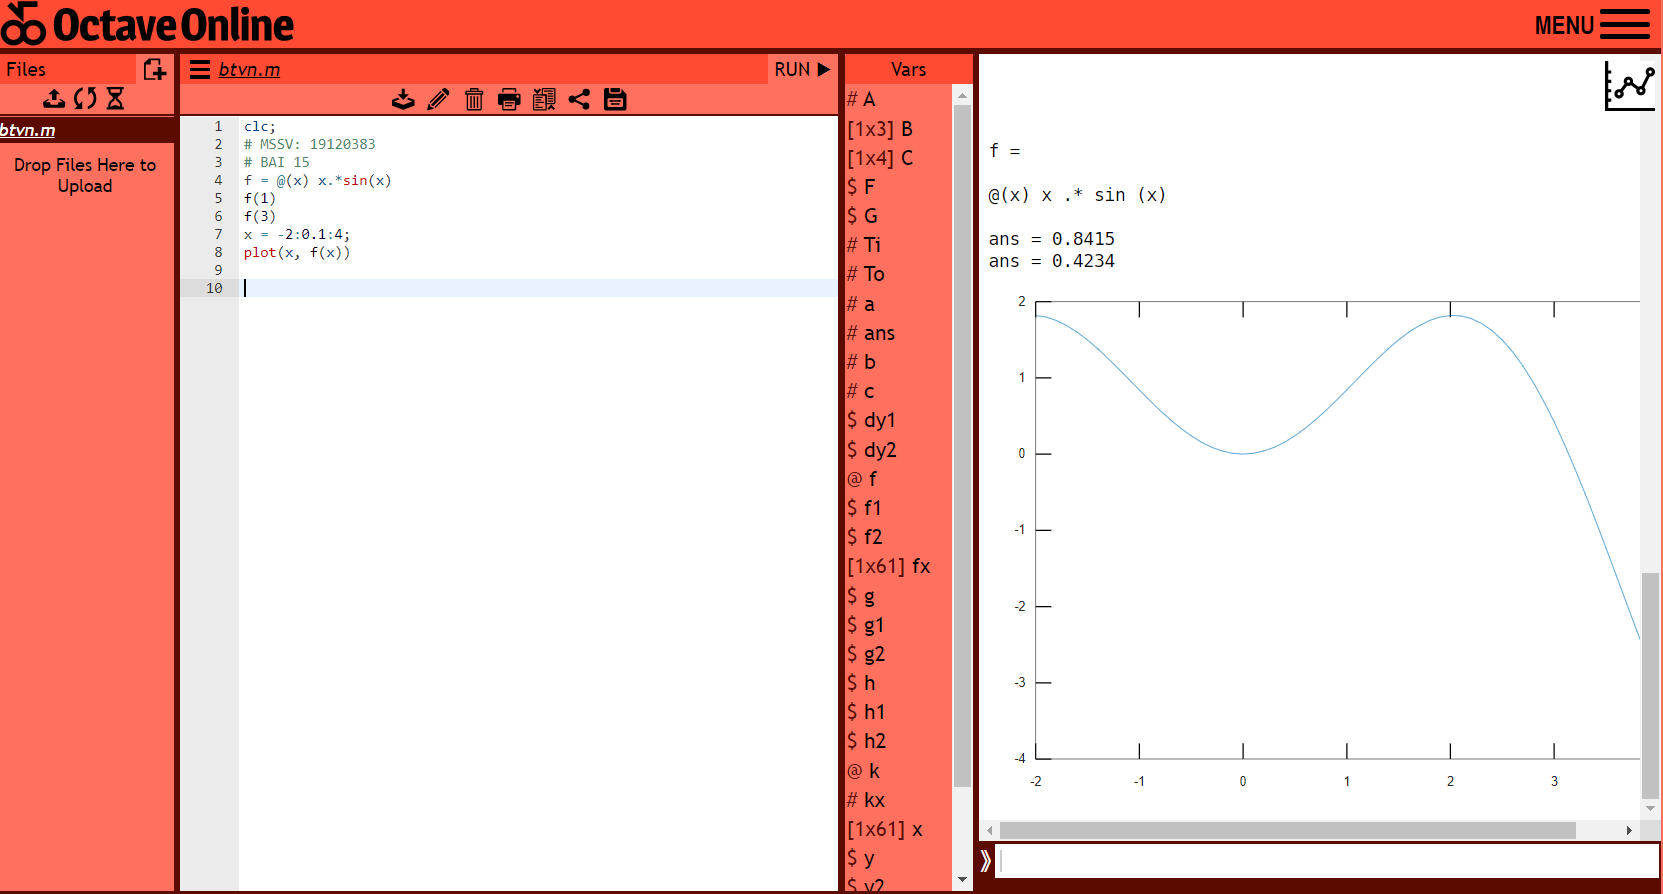 Octave Online
MENU
Files
btvn.m
Drop Files Here to
Upload
btvn.m
RUN
1 clc;
2 # MSSV: 19120383
3 # BAI 15
4 f = @(x) x.*sin(x)
5 f(1)
6 f(3)
7 x = -2:0.1:4;
8 plot(x, f(x))
9
10
Vars
# A
[1x3] B
[1x4] C
$ F
$ G
# Ti
# To
# a
# ans
# b
# c
$ dy1
$ dy2
@ f
$ f1
$ f2
[1x61] fx
$ g
$ g1
$ g2
$ h
$ h1
$ h2
@ k
# kx
[1x61] x
$ y
$ y2
f =
@(x) x .* sin (x)
ans = 0.8415
ans = 0.4234
2
1
0
-1
-2
-3
-4
-2 -1 0 1 2 3